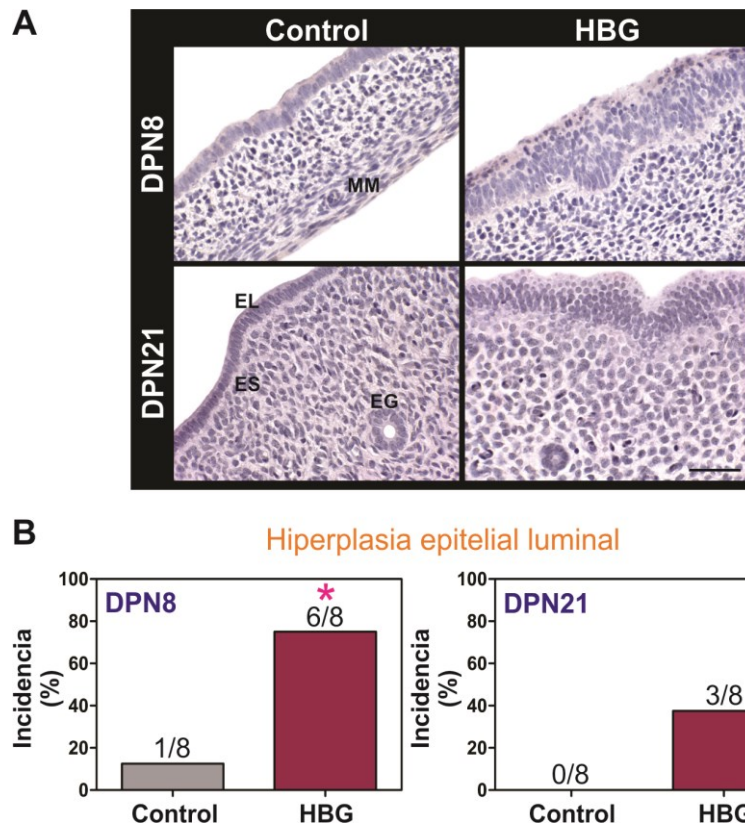 A
Control
HBG
DPN8
MM
DPN21
EL
ES
EG
B
Hiperplasia epitelial luminal
DPN8
Incidencia
(%)
100
80
60
40
20
0
1/8
*
6/8
Control
HBG
DPN21
Incidencia
(%)
100
80
60
40
20
0
0/8
3/8
Control
HBG